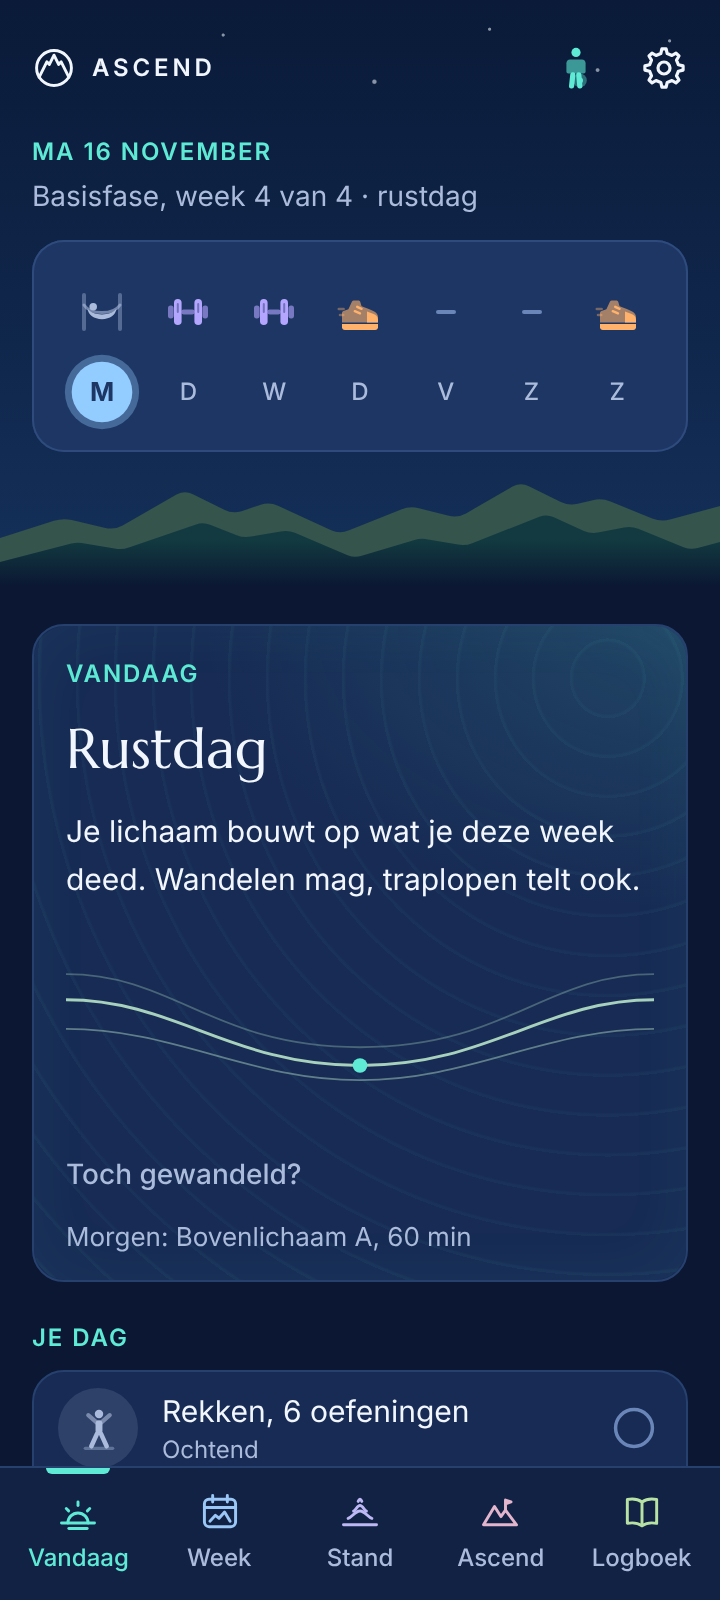 ASCEND
MA 16 NOVEMBER
Basisfase, week 4 van 4 · rustdag
M D W D V Z Z
VANDAAG
Rustdag
Je lichaam bouwt op wat je deze week
deed. Wandelen mag, traplopen telt ook.
Toch gewandeld?
Morgen: Bovenlichaam A, 60 min
JE DAG
Rekken, 6 oefeningen
Ochtend
Vandaag Week Stand Ascend Logboek